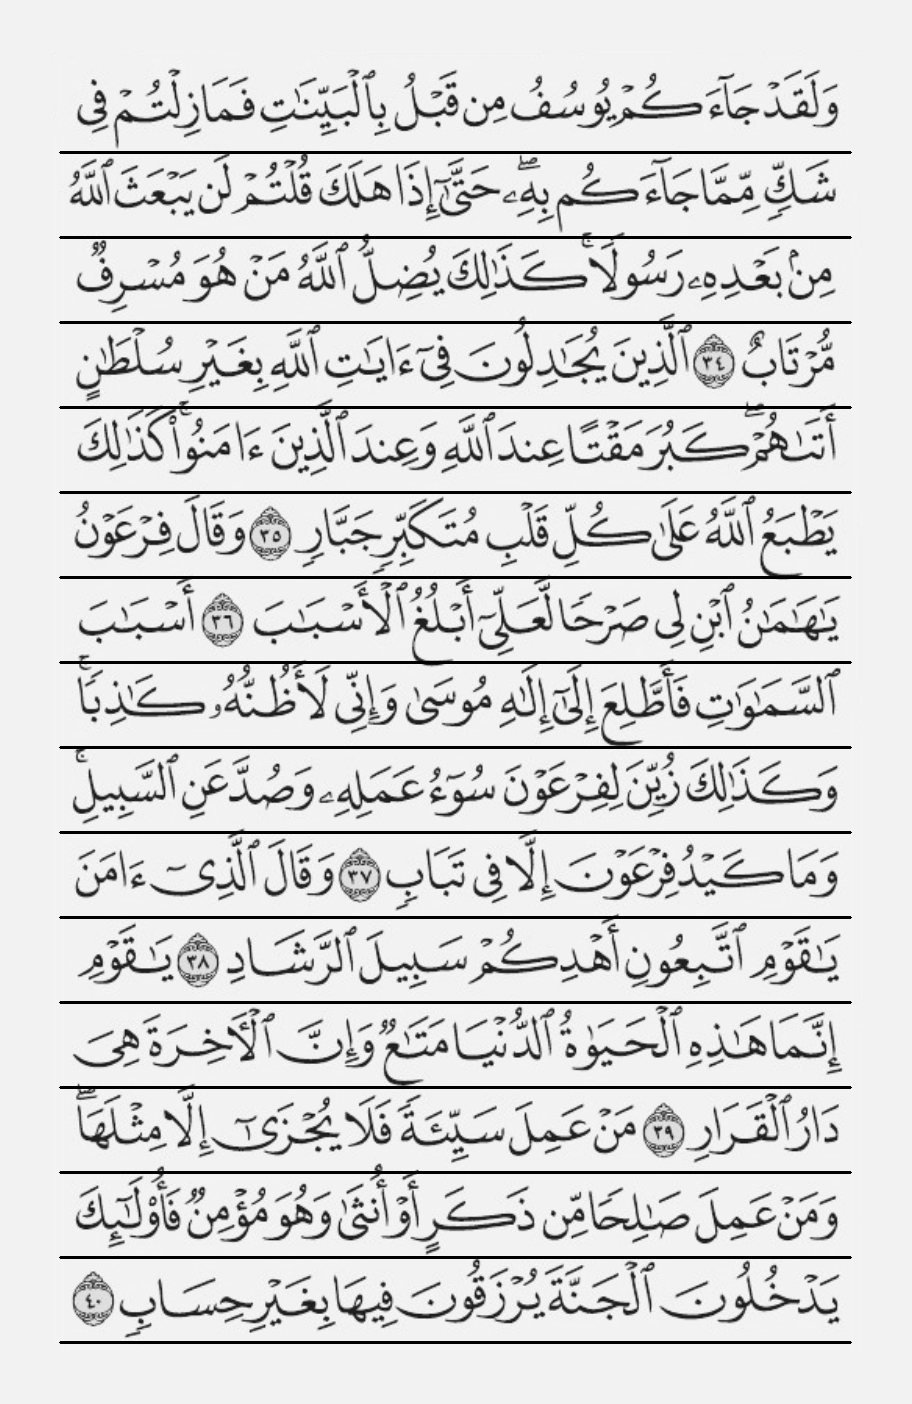 وَلَقَدۡ جَآءَكُمۡ يُوسُفُ مِن قَبۡلُ بِٱلۡبَيِّنَٰتِ فَمَا زِلۡتُمۡ فِي
شَكّٖ مِّمَّا جَآءَكُم بِهِۦۖ حَتَّىٰٓ إِذَا هَلَكَ قُلۡتُمۡ لَن يَبۡعَثَ ٱللَّهُ
مِنۢ بَعۡدِهِۦ رَسُولٗاۚ كَذَٰلِكَ يُضِلُّ ٱللَّهُ مَنۡ هُوَ مُسۡرِفٞ
مُّرۡتَابٌ ٣٤ ٱلَّذِينَ يُجَٰدِلُونَ فِيٓ ءَايَٰتِ ٱللَّهِ بِغَيۡرِ سُلۡطَٰنٍ
أَتَىٰهُمۡۖ كَبُرَ مَقۡتًا عِندَ ٱللَّهِ وَعِندَ ٱلَّذِينَ ءَامَنُواْۚ كَذَٰلِكَ
يَطۡبَعُ ٱللَّهُ عَلَىٰ كُلِّ قَلۡبِ مُتَكَبِّرٖ جَبَّارٖ ٣٥ وَقَالَ فِرۡعَوۡنُ
يَٰهَٰمَٰنُ ٱبۡنِ لِي صَرۡحٗا لَّعَلِّيٓ أَبۡلُغُ ٱلۡأَسۡبَٰبَ ٣٦ أَسۡبَٰبَ
ٱلسَّمَٰوَٰتِ فَأَطَّلِعَ إِلَىٰٓ إِلَٰهِ مُوسَىٰ وَإِنِّي لَأَظُنُّهُۥ كَٰذِبٗاۚ
وَكَذَٰلِكَ زُيِّنَ لِفِرۡعَوۡنَ سُوٓءُ عَمَلِهِۦ وَصُدَّ عَنِ ٱلسَّبِيلِۚ
وَمَا كَيۡدُ فِرۡعَوۡنَ إِلَّا فِي تَبَابٖ ٣٧ وَقَالَ ٱلَّذِيٓ ءَامَنَ
يَٰقَوۡمِ ٱتَّبِعُونِ أَهۡدِكُمۡ سَبِيلَ ٱلرَّشَادِ ٣٨ يَٰقَوۡمِ
إِنَّمَا هَٰذِهِ ٱلۡحَيَوٰةُ ٱلدُّنۡيَا مَتَٰعٞ وَإِنَّ ٱلۡأٓخِرَةَ هِيَ
دَارُ ٱلۡقَرَارِ ٣٩ مَنۡ عَمِلَ سَيِّئَةٗ فَلَا يُجۡزَىٰٓ إِلَّا مِثۡلَهَاۖ
وَمَنۡ عَمِلَ صَٰلِحٗا مِّن ذَكَرٍ أَوۡ أُنثَىٰ وَهُوَ مُؤۡمِنٞ فَأُوْلَٰٓئِكَ
يَدۡخُلُونَ ٱلۡجَنَّةَ يُرۡزَقُونَ فِيهَا بِغَيۡرِ حِسَابٖ ٤٠